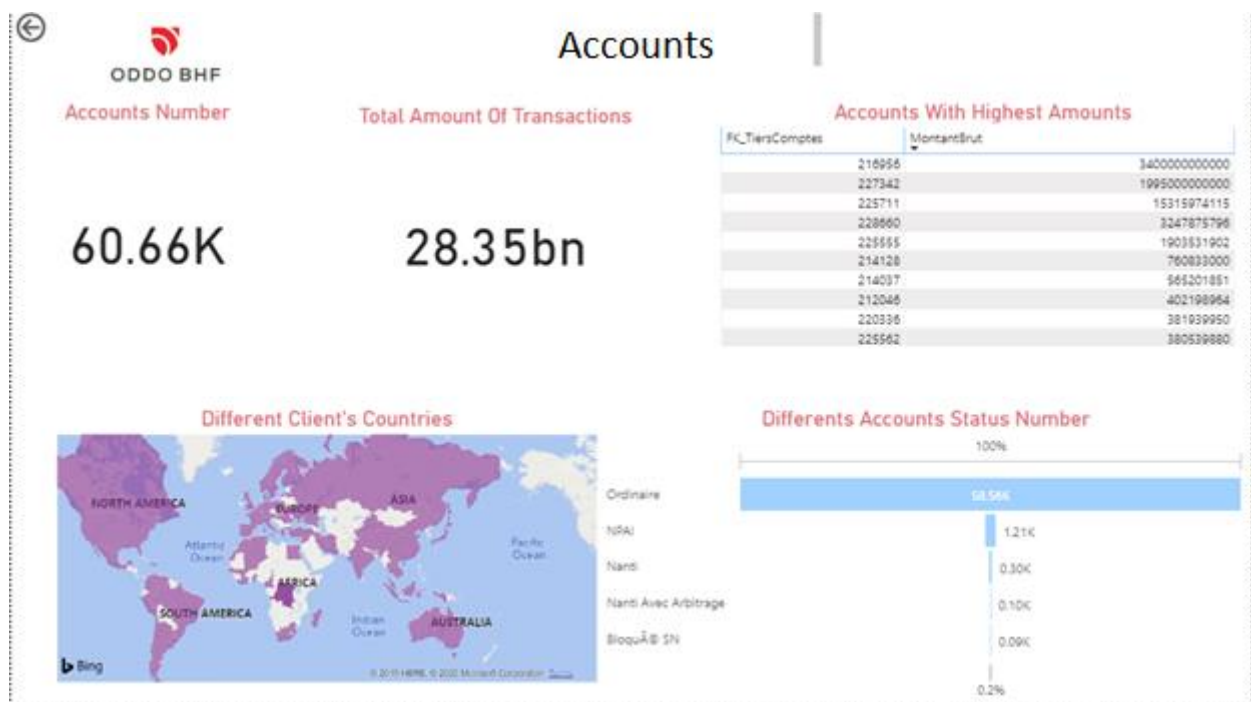 Accounts
ODDO BHF
Accounts Number
Total Amount Of Transactions
Accounts With Highest Amounts
FK_TiersComptes MontantBrut
216956 3400000000000
227342 1995000000000
225711 15315974115
228660 3247875796
225555 1903531902
214128 760833000
214037 565201851
212046 402198964
220336 381939950
225562 380539880
60.66K
28.35bn
Different Client's Countries
NORTH AMERICA
EUROPE
ASIA
Atlantic
Ocean
Pacific
Ocean
AFRICA
SOUTH AMERICA
Indian
Ocean
AUSTRALIA
Bing
© 2020 Microsoft Corporation
Differents Accounts Status Number
100%
Ordinaire 58.56K
NPAI 1.21K
Nanti 0.30K
Nanti Avec Arbitrage 0.10K
BloquÃ® SN 0.09K
0.2%